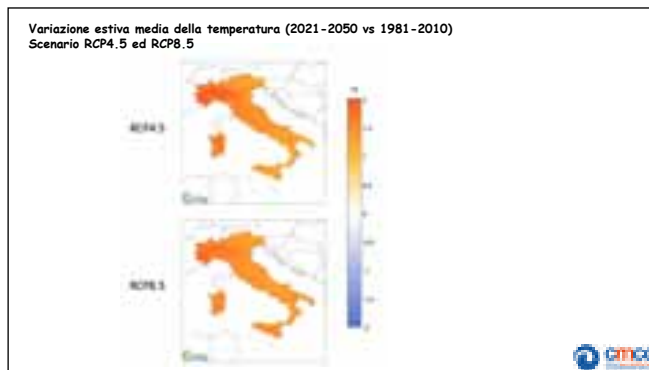 Variazione estiva media della temperatura (2021-2050 vs 1981-2010)
Scenario RCP4.5 ed RCP8.5
RCP4.5
RCP8.5
cmcc